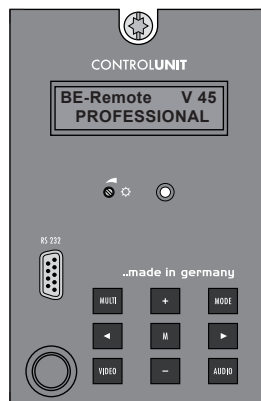 CONTROLUNIT
BE-Remote V 45
PROFESSIONAL
RS 232
..made in germany
MULTI + MODE
◄ M ►
VIDEO − AUDIO